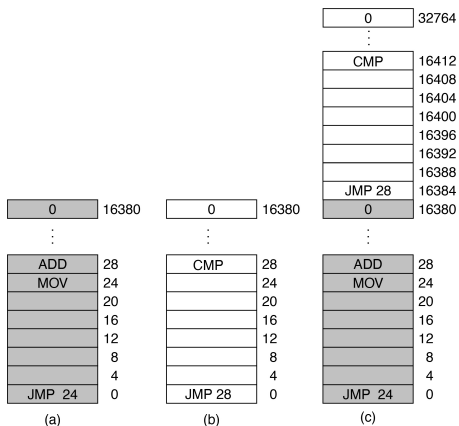 0 32764
CMP 16412
16408
16404
16400
16396
16392
16388
JMP 28 16384
0 16380
0 16380
0 16380
ADD 28
MOV 24
20
16
12
8
4
JMP 24 0
(a)
CMP 28
24
20
16
12
8
4
JMP 28 0
(b)
ADD 28
MOV 24
20
16
12
8
4
JMP 24 0
(c)